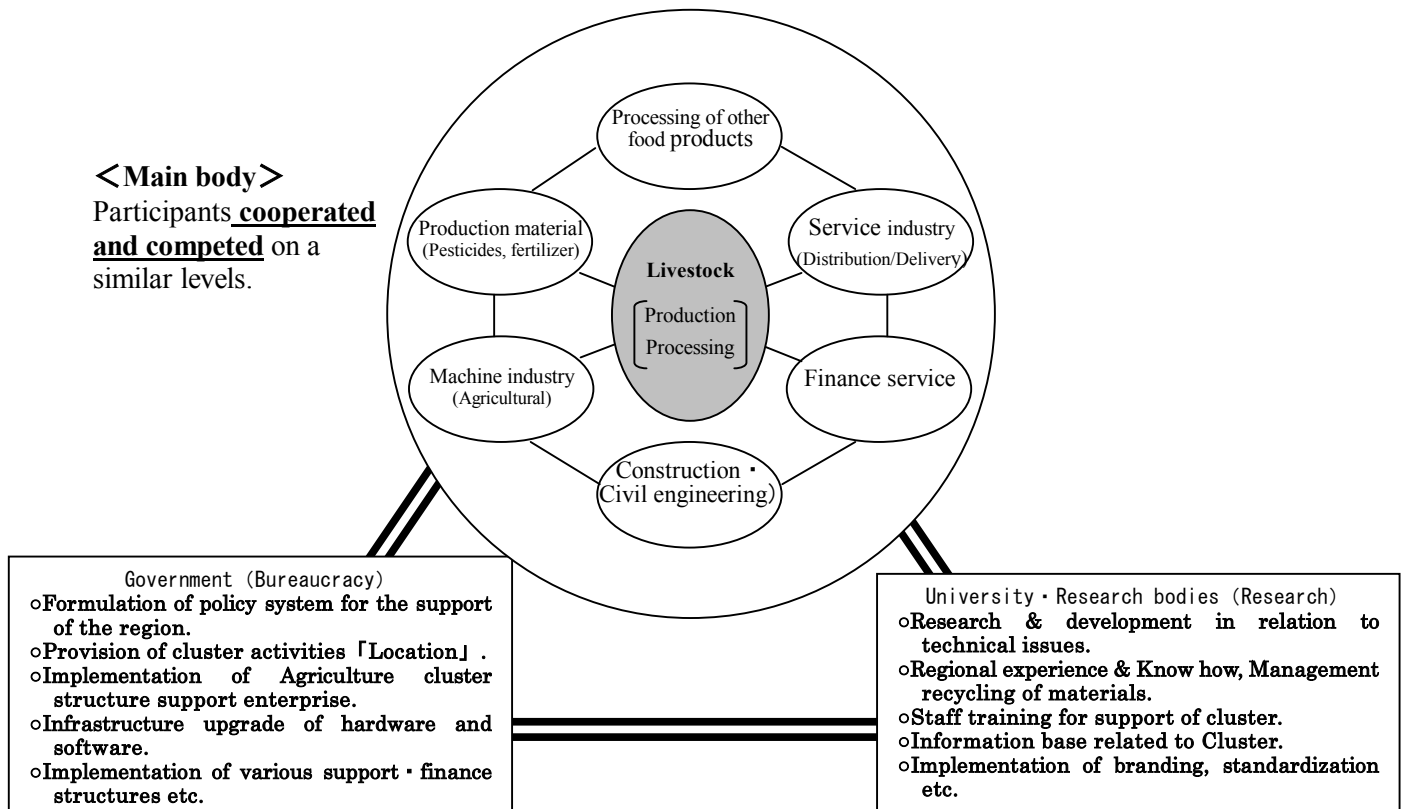 Processing of other
food products
<Main body>
Participants cooperated
and competed on a
similar levels.
Production material
(Pesticides, fertilizer)
Service industry
(Distribution/Delivery)
Livestock
Production
Processing
Machine industry
(Agricultural)
Finance service
Construction・
Civil engineering)
Government (Bureaucracy)
○Formulation of policy system for the support
of the region.
○Provision of cluster activities「Location」.
○Implementation of Agriculture cluster
structure support enterprise.
○Infrastructure upgrade of hardware and
software.
○Implementation of various support・finance
structures etc.
University・Research bodies (Research)
○Research & development in relation to
technical issues.
○Regional experience & Know how, Management
recycling of materials.
○Staff training for support of cluster.
○Information base related to Cluster.
○Implementation of branding, standardization
etc.